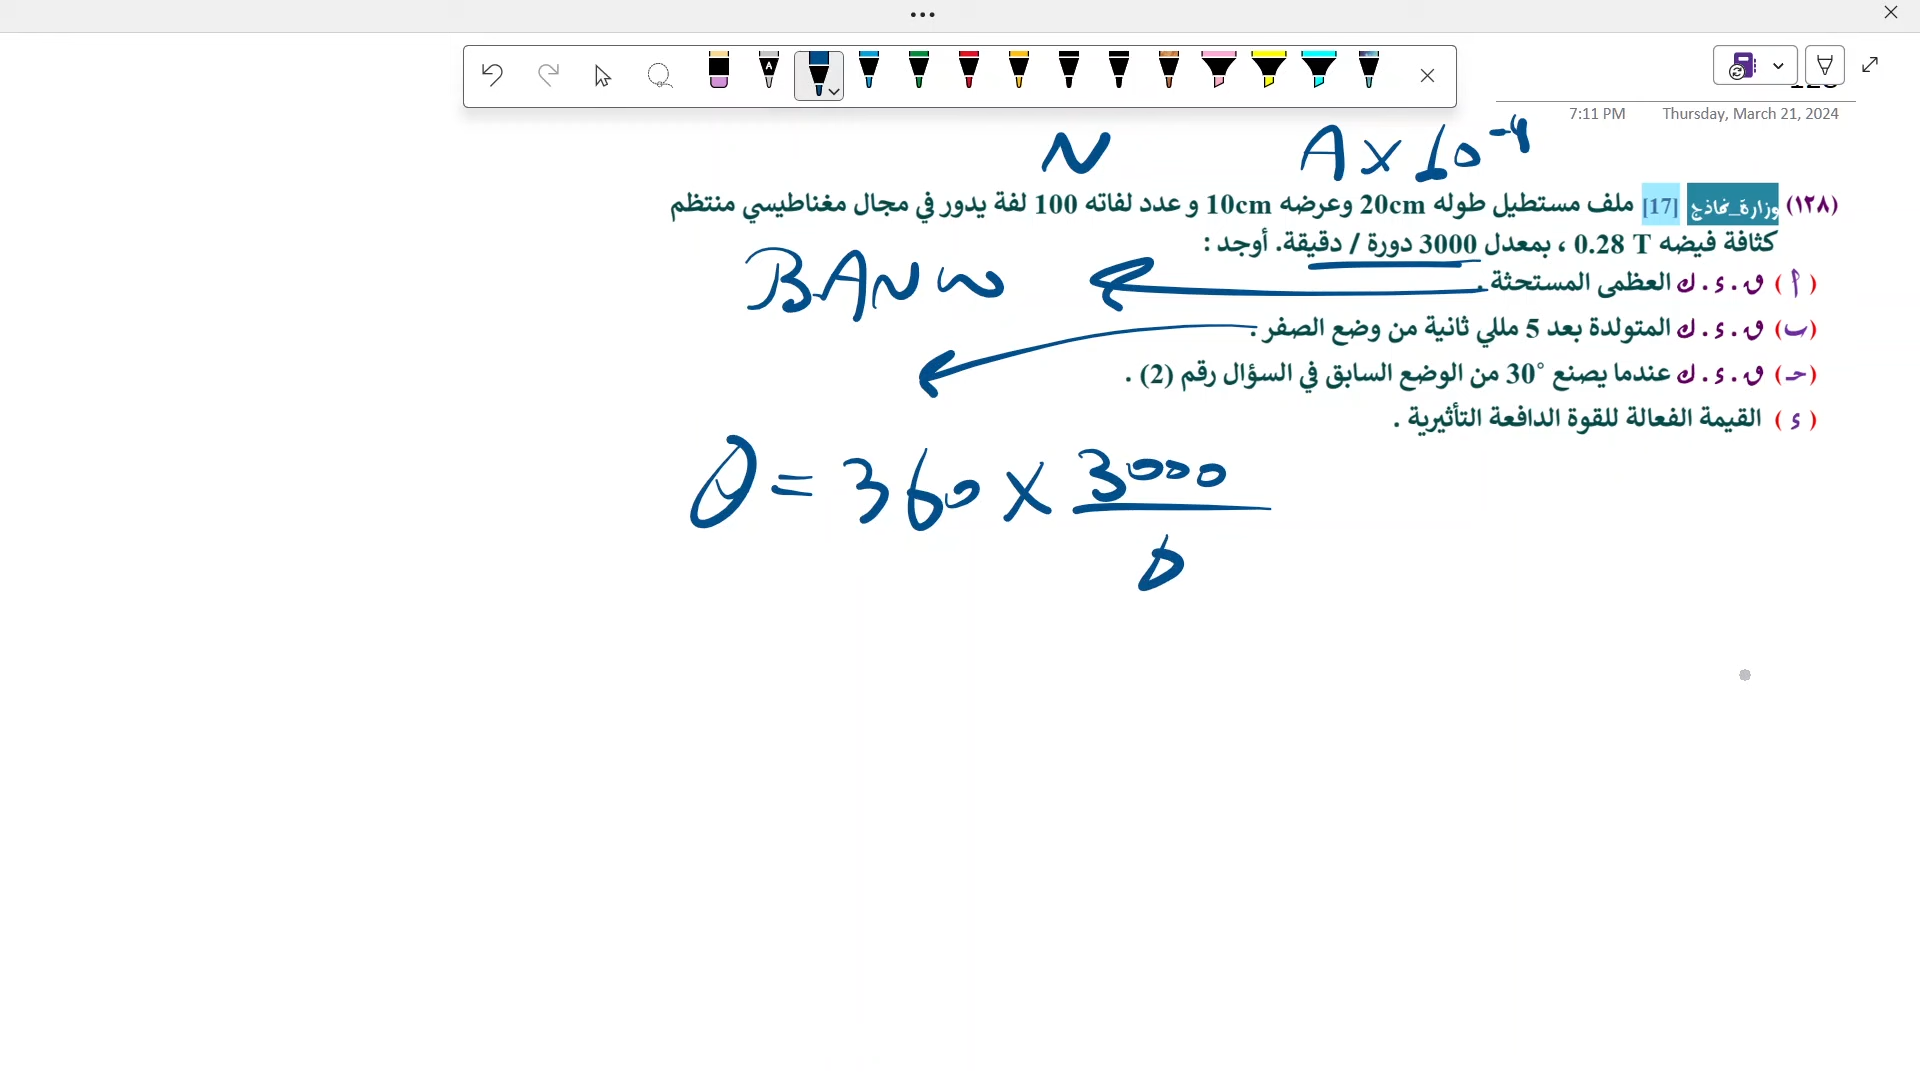 7:11 PM Thursday, March 21, 2024
N A × 10⁻⁴
(١٢٨) وزارة_نماذج [17] ملف مستطيل طوله 20cm وعرضه 10cm و عدد لفاته 100 لفة يدور في مجال مغناطيسي منتظم
كثافة فيضه 0.28 T ، بمعدل 3000 دورة / دقيقة. أوجد :
(أ) ق . ء . ك العظمى المستحثة .
BANω
(ب) ق . ء . ك المتولدة بعد 5 مللي ثانية من وضع الصفر .
(حـ) ق . ء . ك عندما يصنع 30° من الوضع السابق في السؤال رقم (2) .
(ء) القيمة الفعالة للقوة الدافعة التأثيرية .
θ = 360 × 3000